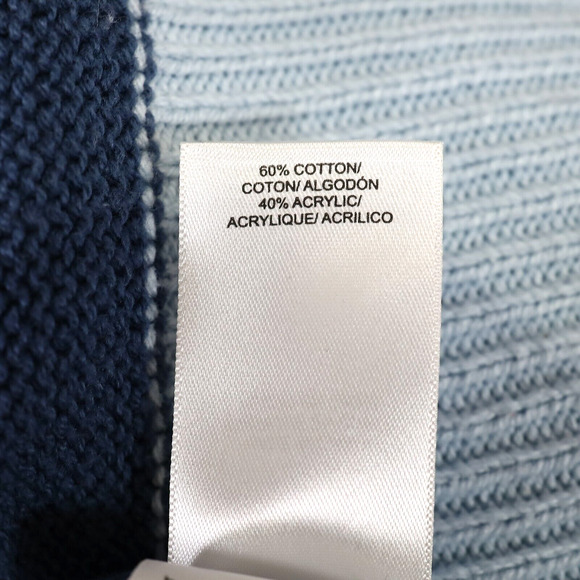 60% COTTON/
COTON/ ALGODÓN
40% ACRYLIC/
ACRYLIQUE/ ACRILICO